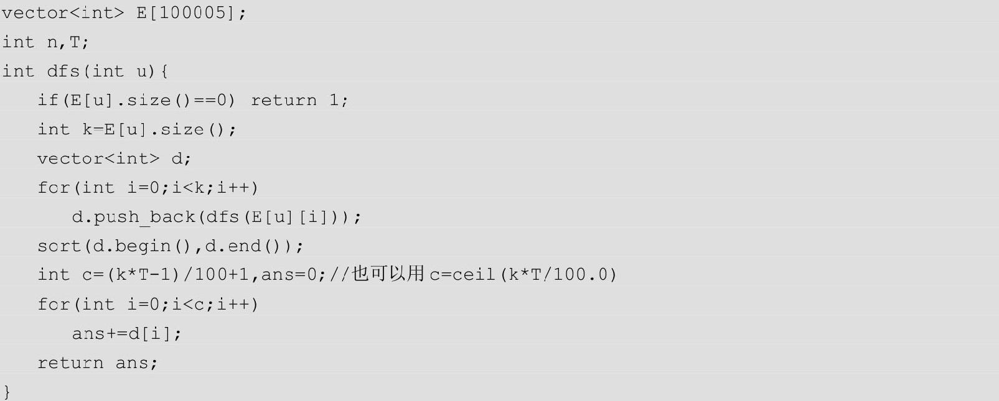 vector<int> E[100005];
int n,T;
int dfs(int u){
if(E[u].size()==0) return 1;
int k=E[u].size();
vector<int> d;
for(int i=0;i<k;i++)
d.push_back(dfs(E[u][i]));
sort(d.begin(),d.end());
int c=(k*T-1)/100+1,ans=0;//也可以用c=ceil(k*T/100.0)
for(int i=0;i<c;i++)
ans+=d[i];
return ans;
}